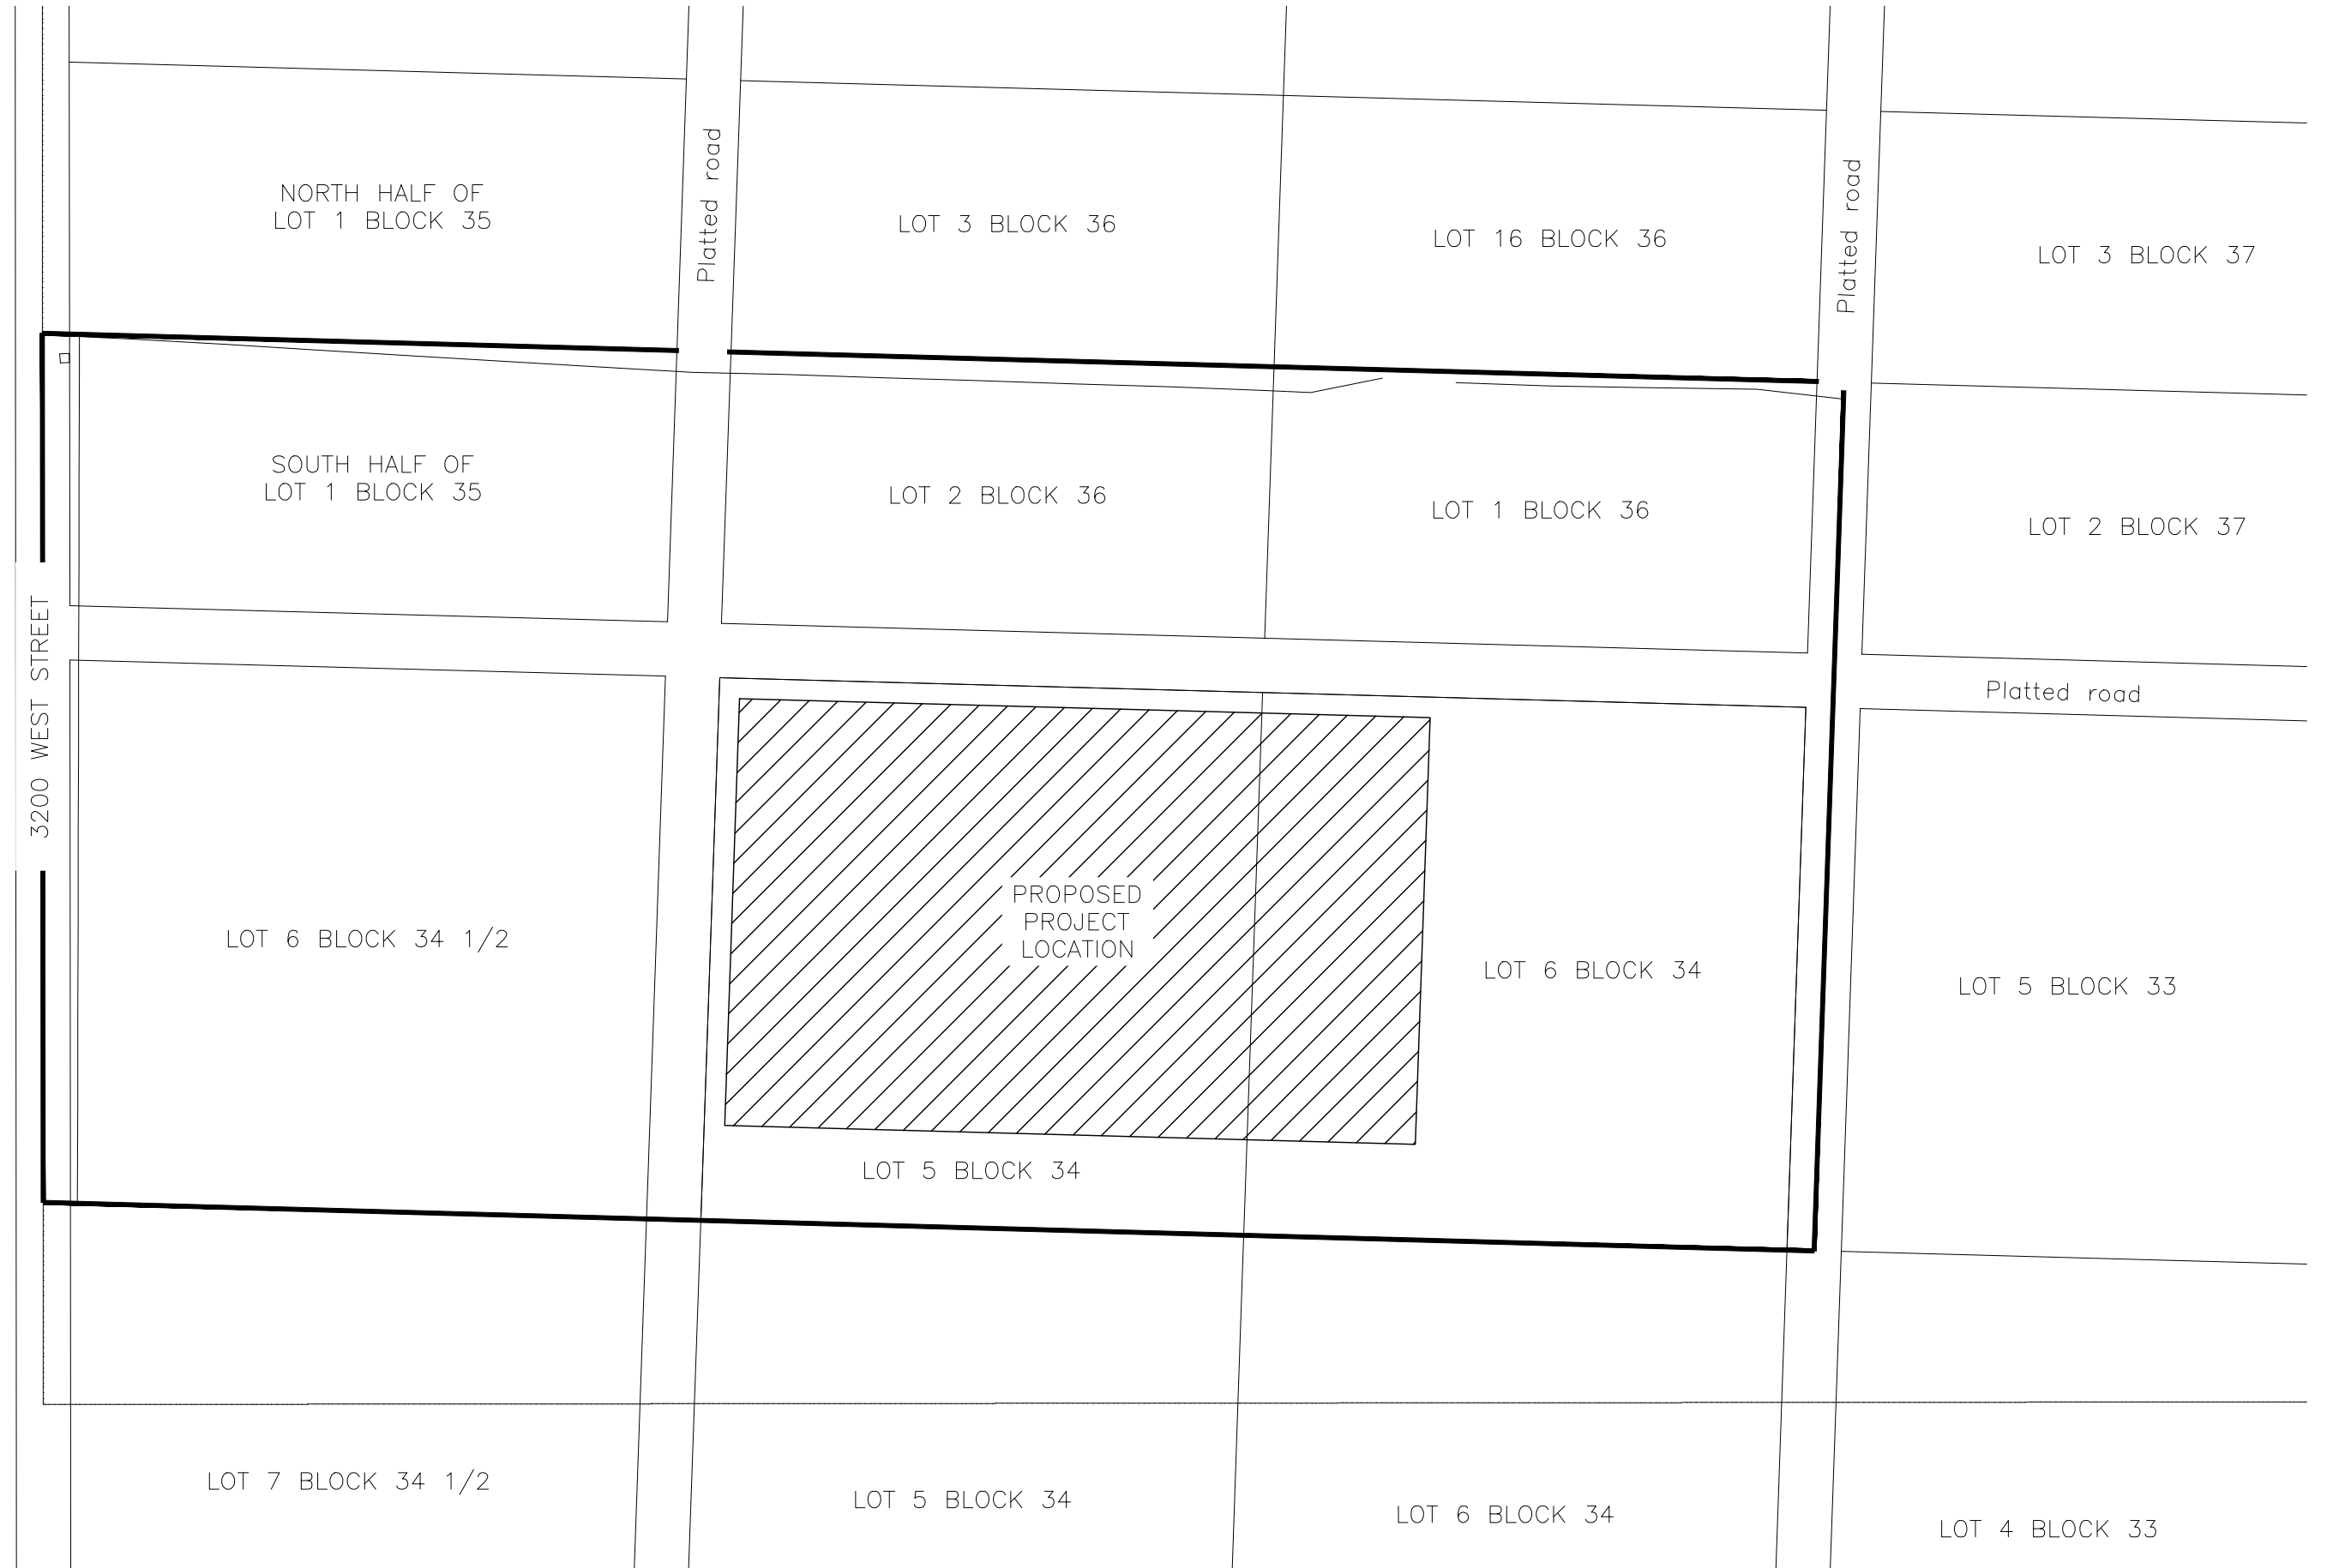 NORTH HALF OF
LOT 1 BLOCK 35
Platted road
LOT 3 BLOCK 36
LOT 16 BLOCK 36
Platted road
LOT 3 BLOCK 37
SOUTH HALF OF
LOT 1 BLOCK 35
LOT 2 BLOCK 36
LOT 1 BLOCK 36
LOT 2 BLOCK 37
3200 WEST STREET
Platted road
LOT 6 BLOCK 34 1/2
PROPOSED
PROJECT
LOCATION
LOT 6 BLOCK 34
LOT 5 BLOCK 33
LOT 5 BLOCK 34
LOT 7 BLOCK 34 1/2
LOT 5 BLOCK 34
LOT 6 BLOCK 34
LOT 4 BLOCK 33